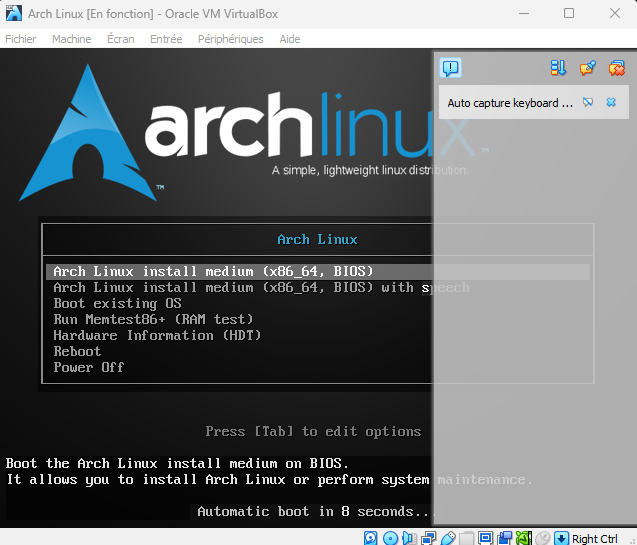 Arch Linux [En fonction] - Oracle VM VirtualBox
Fichier Machine Écran Entrée Périphériques Aide
Auto capture keyboard ...
archlinux™
A simple, lightweight linux distribution.
™
Arch Linux
Arch Linux install medium (x86_64, BIOS)
Arch Linux install medium (x86_64, BIOS) with speech
Boot existing OS
Run Memtest86+ (RAM test)
Hardware Information (HDT)
Reboot
Power Off
Press [Tab] to edit options
Boot the Arch Linux install medium on BIOS.
It allows you to install Arch Linux or perform system maintenance.
Automatic boot in 8 seconds...
Right Ctrl